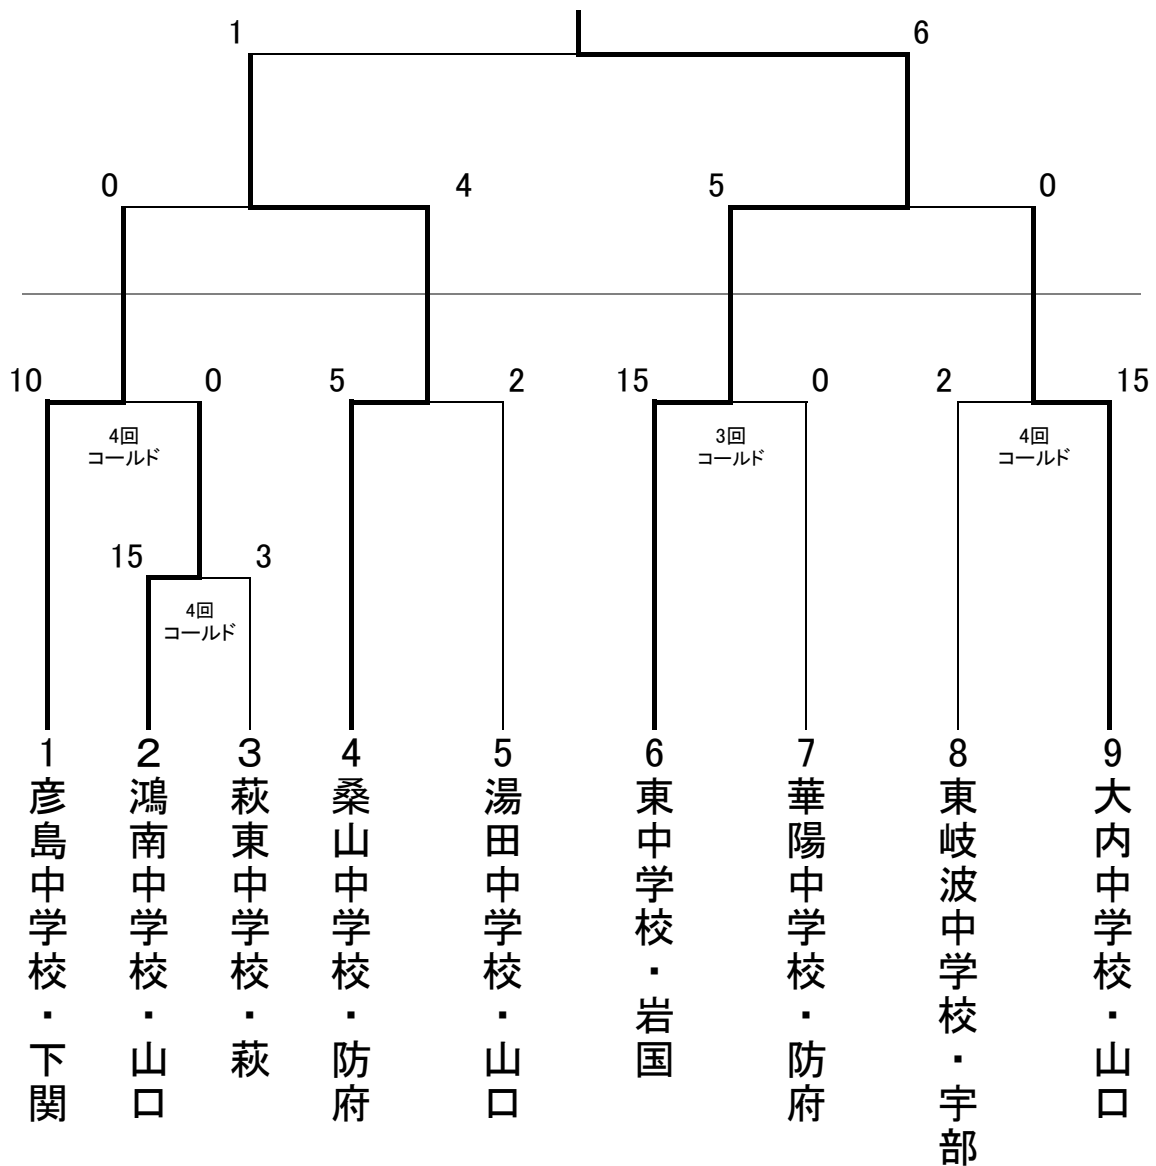 1 6
0 4 5 0
10 0 5 2 15 0 2 15
4回
コールド
3回
コールド
4回
コールド
15 3
4回
コールド
1
彦島中学校・下関
2
鴻南中学校・山口
3
萩東中学校・萩
4
桑山中学校・防府
5
湯田中学校・山口
6
東中学校・岩国
7
華陽中学校・防府
8
東岐波中学校・宇部
9
大内中学校・山口